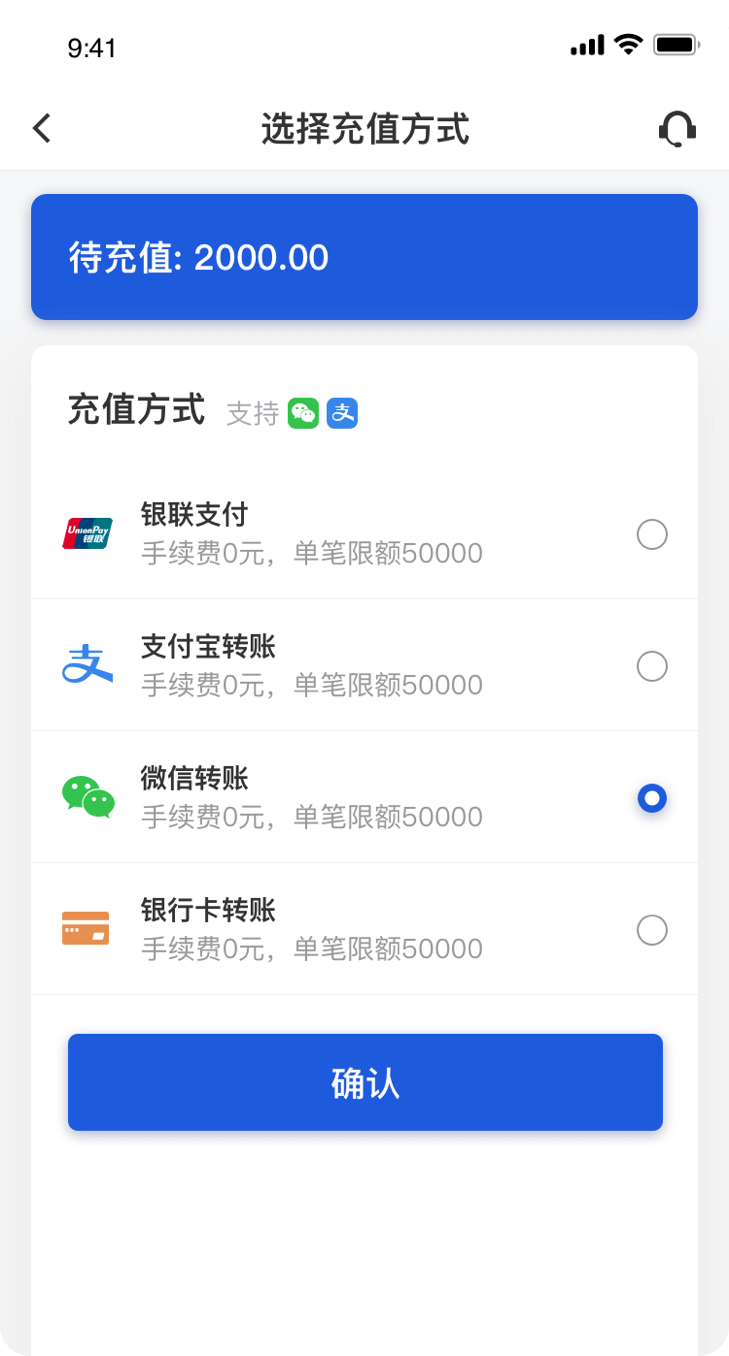 9:41
选择充值方式
待充值: 2000.00
充值方式 支持 支
UnionPay
银联
银联支付
手续费0元，单笔限额50000
支
支付宝转账
手续费0元，单笔限额50000
微信转账
手续费0元，单笔限额50000
银行卡转账
手续费0元，单笔限额50000
确认